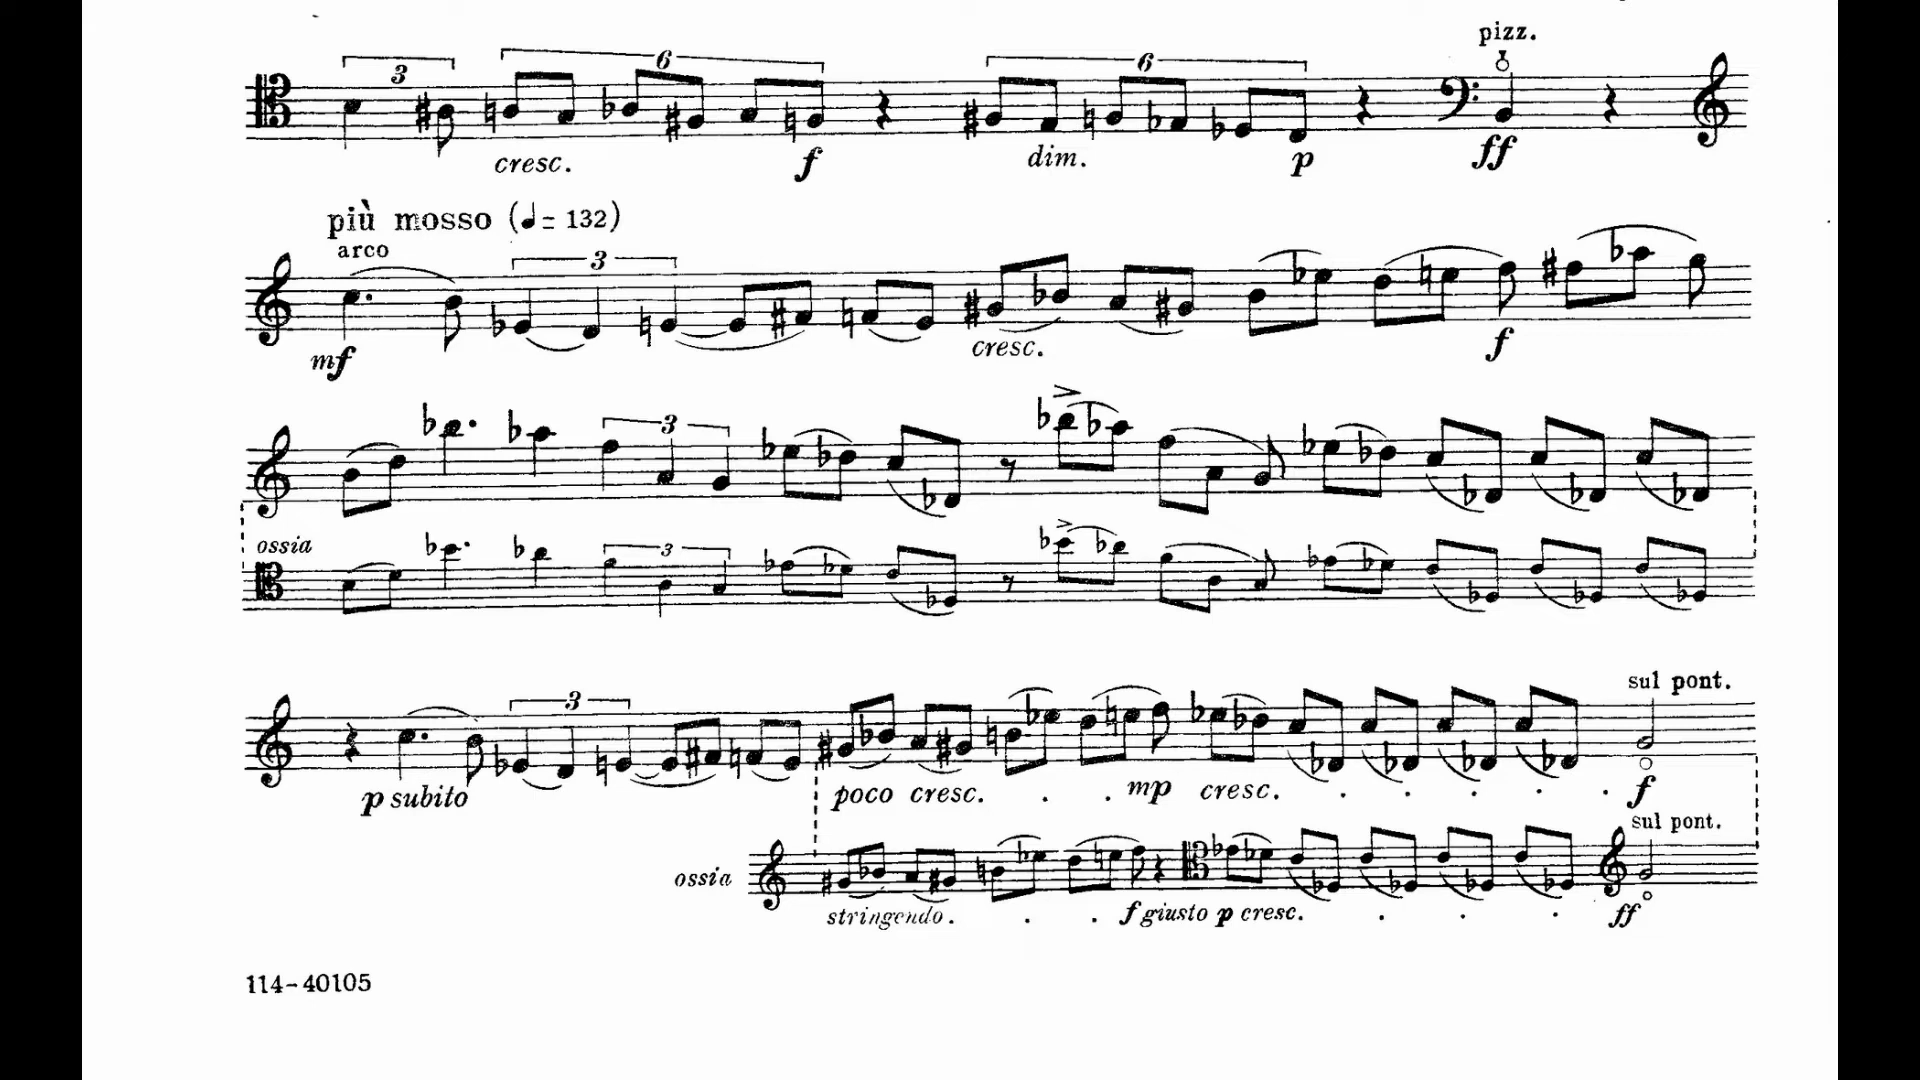 pizz.
3 6 6
cresc. f dim. p ff
più mosso (♩= 132)
arco
3
mf cresc. f
3
ossia
3
sul pont.
3
p subito poco cresc. . . mp cresc. . . . . . f
sul pont.
ossia
stringendo. . . f giusto p cresc. . . . ff
114-40105